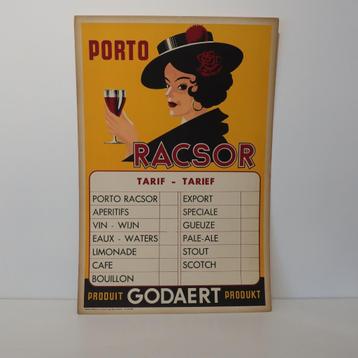 PORTO
RACSOR
TARIF - TARIEF
PORTO RACSOR
APERITIFS
VIN - WIJN
EAUX - WATERS
LIMONADE
CAFE
BOUILLON
EXPORT
SPECIALE
GUEUZE
PALE-ALE
STOUT
SCOTCH
PRODUIT GODAERT PRODUKT